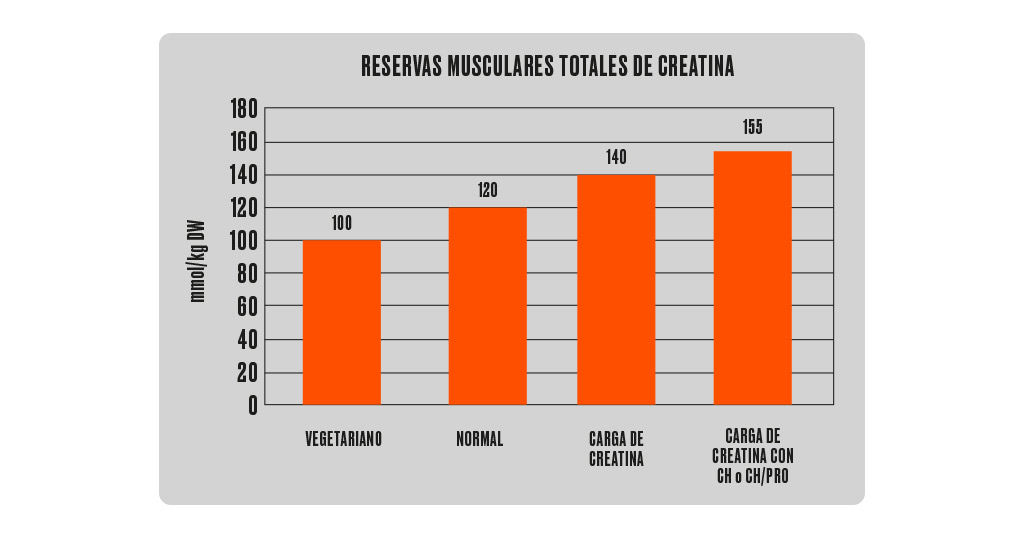 RESERVAS MUSCULARES TOTALES DE CREATINA
180
160
140
120
100
80
60
40
20
0
mmol/kg DW
100
120
140
155
VEGETARIANO
NORMAL
CARGA DE
CREATINA
CARGA DE
CREATINA CON
CH o CH/PRO